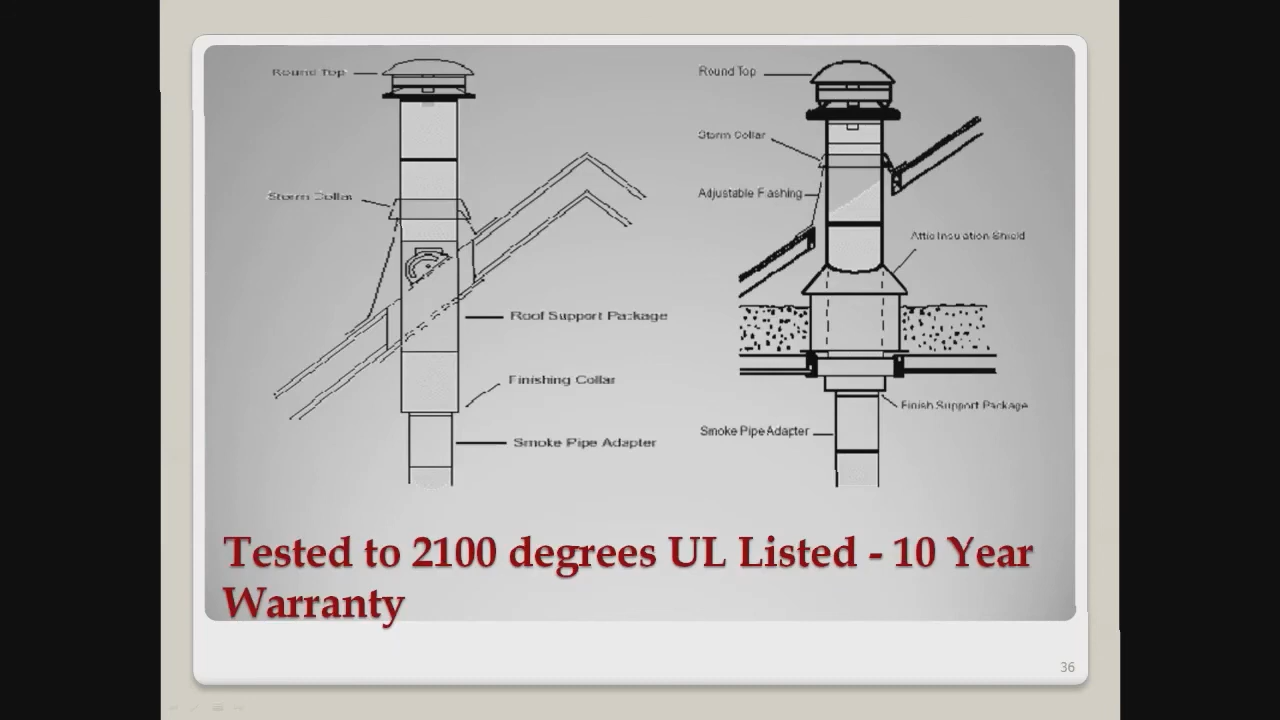 Round Top
Storm Collar
Roof Support Package
Finishing Collar
Smoke Pipe Adapter
Round Top
Storm Collar
Adjustable Flashing
Attic Insulation Shield
Finish Support Package
Smoke Pipe Adapter
Tested to 2100 degrees UL Listed - 10 Year
Warranty
36